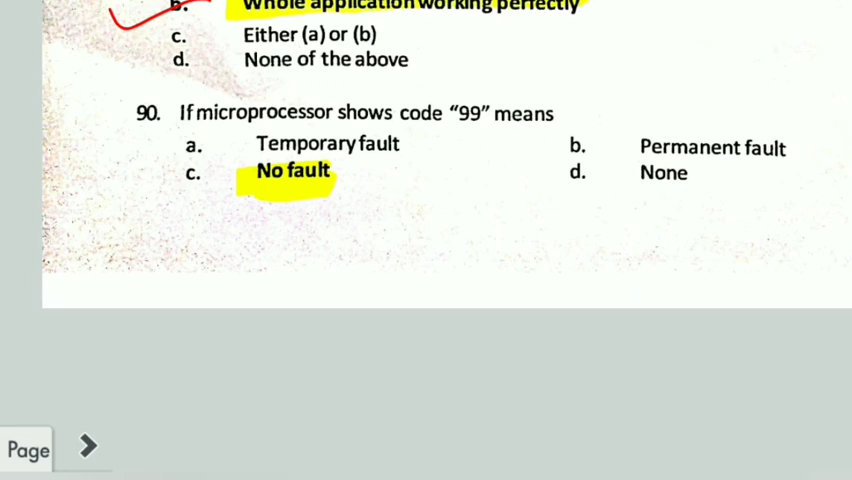 b. Whole application working perfectly
c. Either (a) or (b)
d. None of the above
90. If microprocessor shows code “99” means
a. Temporary fault b. Permanent fault
c. No fault d. None
Page